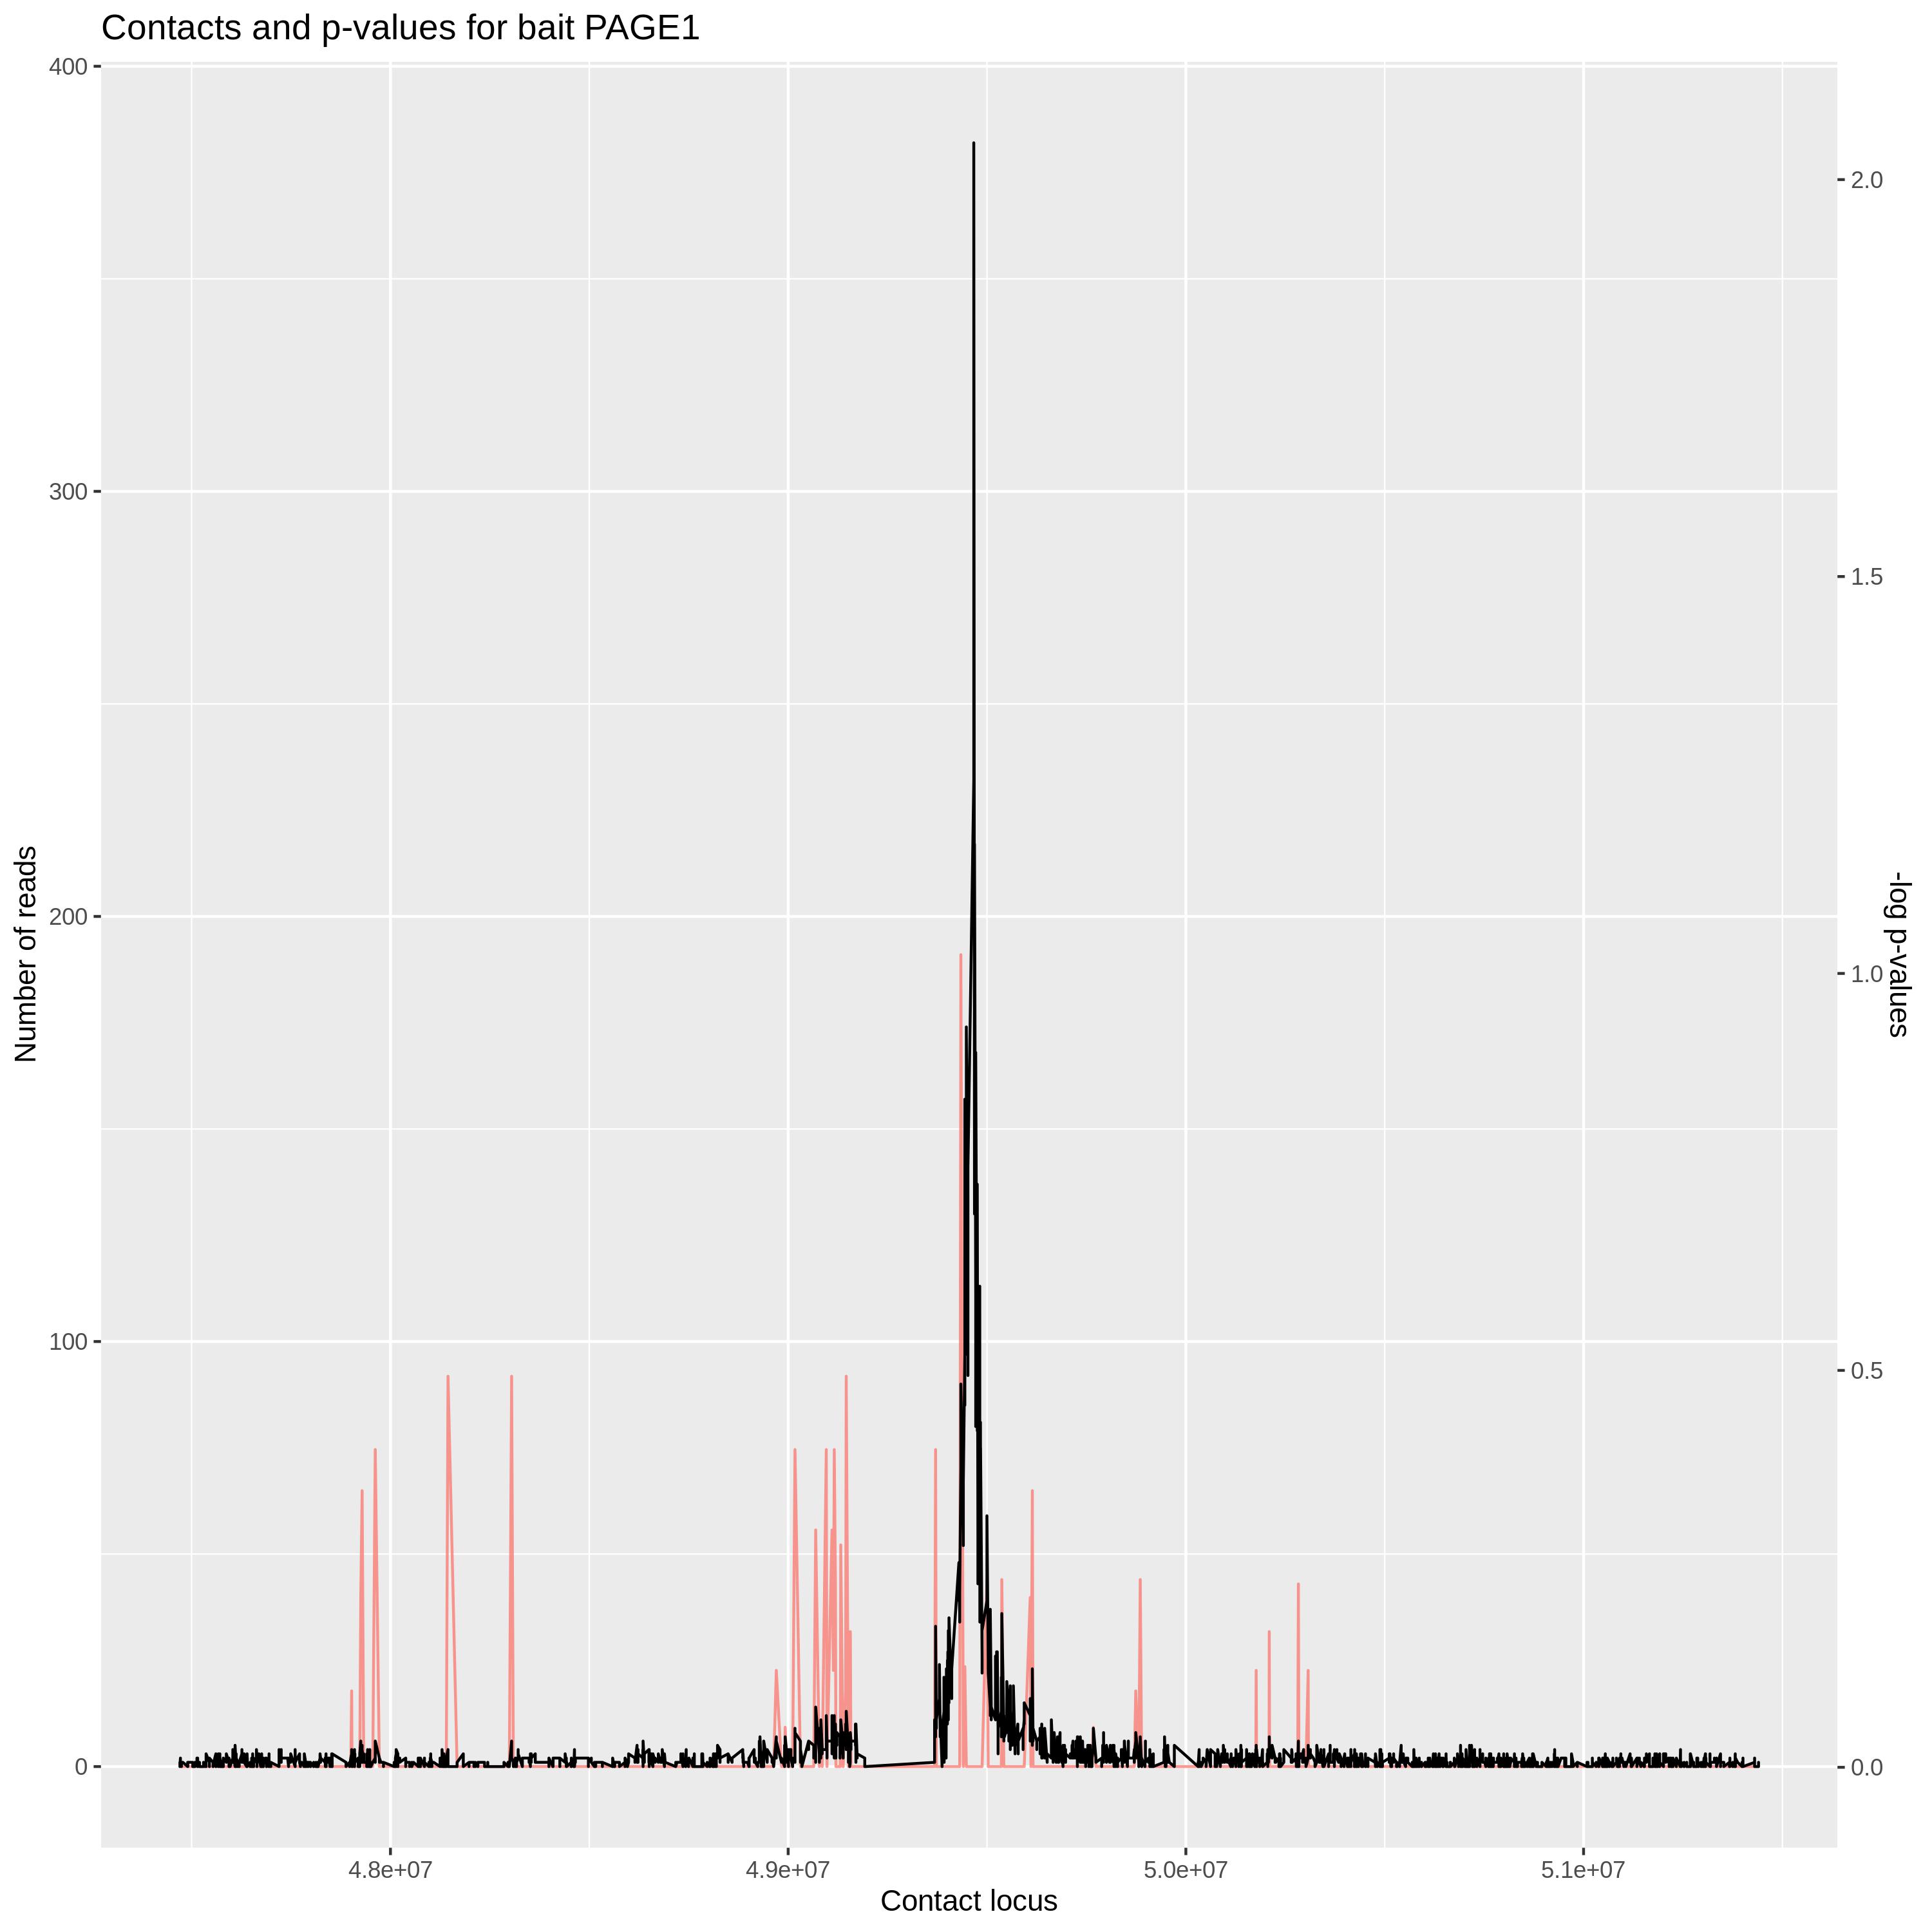 Contacts and p-values for bait PAGE1
400
300
200
100
0
Number of reads
2.0
1.5
1.0
0.5
0.0
-log p-values
4.8e+07
4.9e+07
5.0e+07
5.1e+07
Contact locus